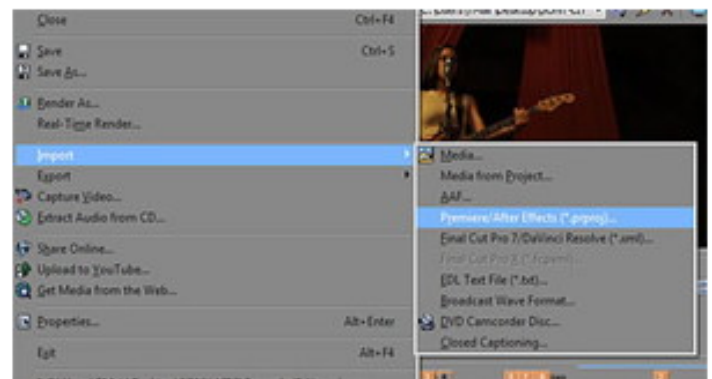 Close Ctrl+F4
Save Ctrl+S
Save As...
Render As...
Real-Time Render...
Import
Export
Capture Video...
Extract Audio from CD...
Share Online...
Upload to YouTube...
Get Media from the Web...
Properties... Alt+Enter
Exit Alt+F4
Media...
Media from Project...
AAF...
Premiere/After Effects (*.prproj)...
Final Cut Pro 7/DaVinci Resolve (*.xml)...
Final Cut Pro X (*.fcpxml)...
EDL Text File (*.txt)...
Broadcast Wave Format...
DVD Camcorder Disc...
Closed Captioning...